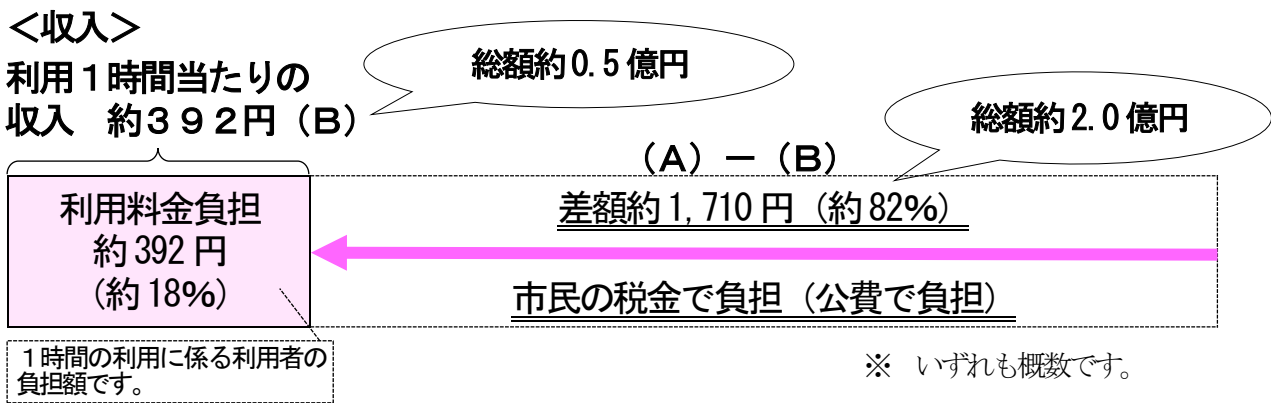 ＜収入＞
利用１時間当たりの
収入　約３９２円（Ｂ）
総額約0.5億円
総額約2.0億円
（Ａ）－（Ｂ）
利用料金負担
約392円
（約18%）
差額約1,710円（約82%）
市民の税金で負担（公費で負担）
１時間の利用に係る利用者の
負担額です。
※　いずれも概数です。